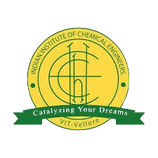 INDIAN INSTITUTE OF CHEMICAL ENGINEERS
Catalyzing Your Dreams
VIT-Vellore